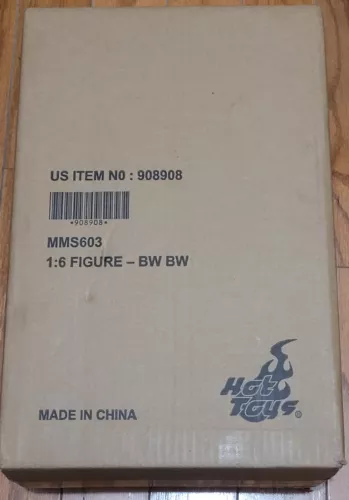 US ITEM N0 : 908908
*908908*
MMS603
1:6 FIGURE – BW BW
Hot
Toys®
MADE IN CHINA